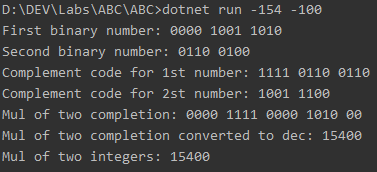 D:\DEV\Labs\ABC\ABC>dotnet run -154 -100
First binary number: 0000 1001 1010
Second binary number: 0110 0100
Complement code for 1st number: 1111 0110 0110
Complement code for 2st number: 1001 1100
Mul of two completion: 0000 1111 0000 1010 00
Mul of two completion converted to dec: 15400
Mul of two integers: 15400